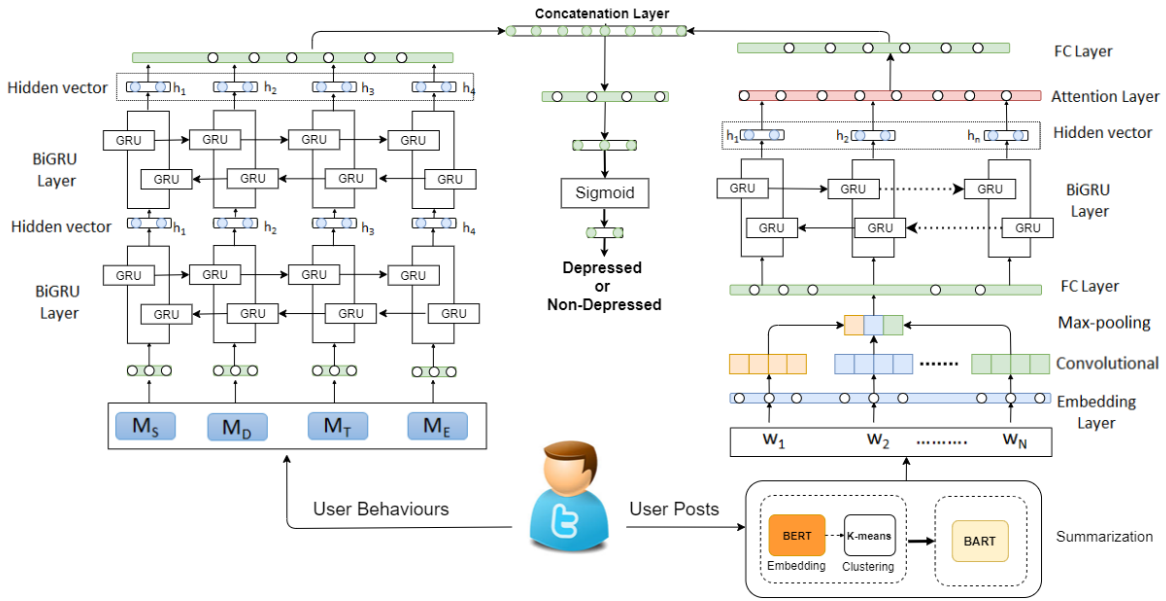 Concatenation Layer
FC Layer
Hidden vector
h1
h2
h3
h4
Attention Layer
h1
h2
hn
Hidden vector
GRU
GRU
GRU
GRU
BiGRU
Layer
GRU
GRU
GRU
GRU
Sigmoid
GRU
GRU
GRU
BiGRU
Layer
GRU
GRU
GRU
Hidden vector
h1
h2
h3
h4
Depressed
or
Non-Depressed
GRU
GRU
GRU
GRU
BiGRU
Layer
GRU
GRU
GRU
GRU
FC Layer
Max-pooling
Convolutional
Embedding
Layer
MS
MD
MT
ME
W1
W2
..........
WN
User Behaviours
t
User Posts
BERT
K-means
BART
Embedding
Clustering
Summarization